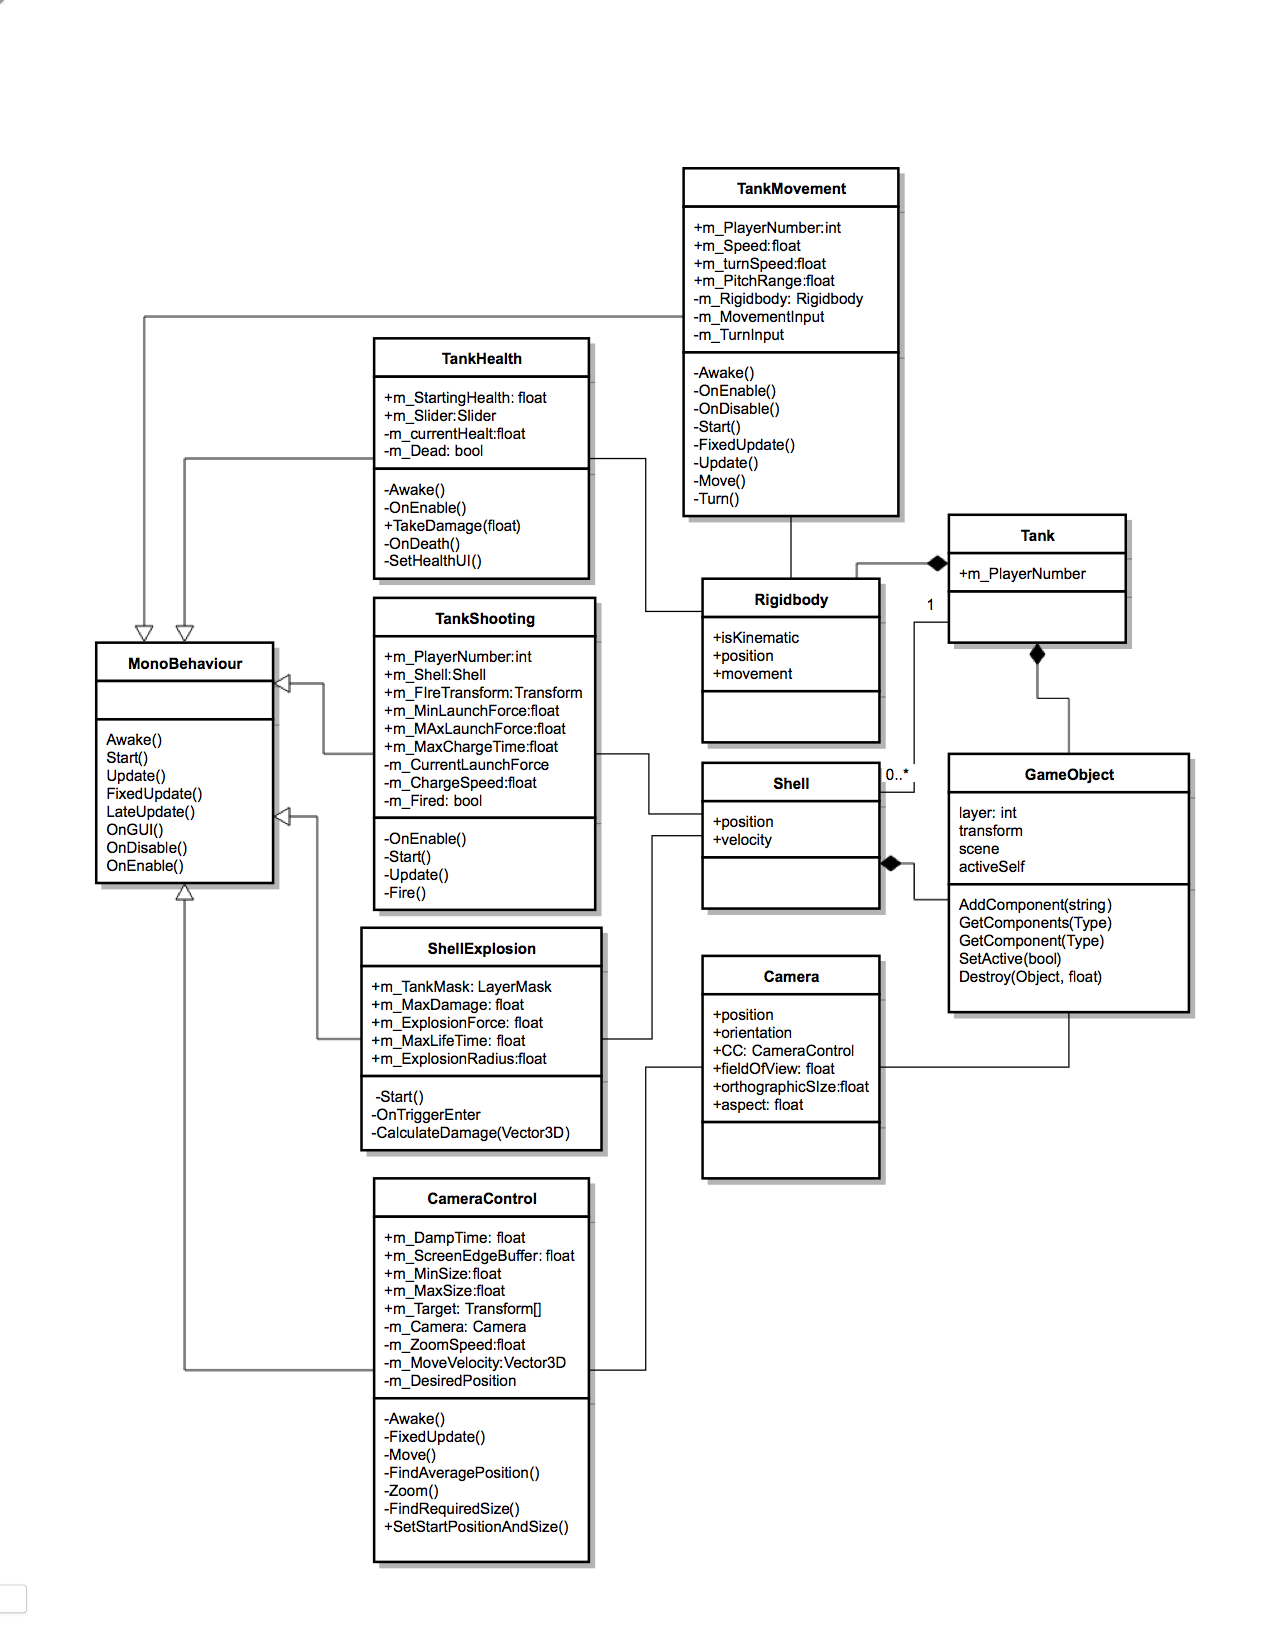 TankMovement
+m_PlayerNumber:int
+m_Speed:float
+m_turnSpeed:float
+m_PitchRange:float
-m_Rigidbody: Rigidbody
-m_MovementInput
-m_TurnInput
-Awake()
-OnEnable()
-OnDisable()
-Start()
-FixedUpdate()
-Update()
-Move()
-Turn()
TankHealth
+m_StartingHealth: float
+m_Slider:Slider
-m_currentHealt:float
-m_Dead: bool
-Awake()
-OnEnable()
+TakeDamage(float)
-OnDeath()
-SetHealthUI()
Tank
+m_PlayerNumber
1
Rigidbody
+isKinematic
+position
+movement
TankShooting
+m_PlayerNumber:int
+m_Shell:Shell
+m_FIreTransform:Transform
+m_MinLaunchForce:float
+m_MAxLaunchForce:float
+m_MaxChargeTime:float
-m_CurrentLaunchForce
-m_ChargeSpeed:float
-m_Fired: bool
-OnEnable()
-Start()
-Update()
-Fire()
MonoBehaviour
Awake()
Start()
Update()
FixedUpdate()
LateUpdate()
OnGUI()
OnDisable()
OnEnable()
Shell
+position
+velocity
0..*
GameObject
layer: int
transform
scene
activeSelf
AddComponent(string)
GetComponents(Type)
GetComponent(Type)
SetActive(bool)
Destroy(Object, float)
ShellExplosion
+m_TankMask: LayerMask
+m_MaxDamage: float
+m_ExplosionForce: float
+m_MaxLifeTime: float
+m_ExplosionRadius:float
-Start()
-OnTriggerEnter
-CalculateDamage(Vector3D)
Camera
+position
+orientation
+CC: CameraControl
+fieldOfView: float
+orthographicSIze:float
+aspect: float
CameraControl
+m_DampTime: float
+m_ScreenEdgeBuffer: float
+m_MinSize:float
+m_MaxSize:float
+m_Target: Transform[]
-m_Camera: Camera
-m_ZoomSpeed:float
-m_MoveVelocity:Vector3D
-m_DesiredPosition
-Awake()
-FixedUpdate()
-Move()
-FindAveragePosition()
-Zoom()
-FindRequiredSize()
+SetStartPositionAndSize()